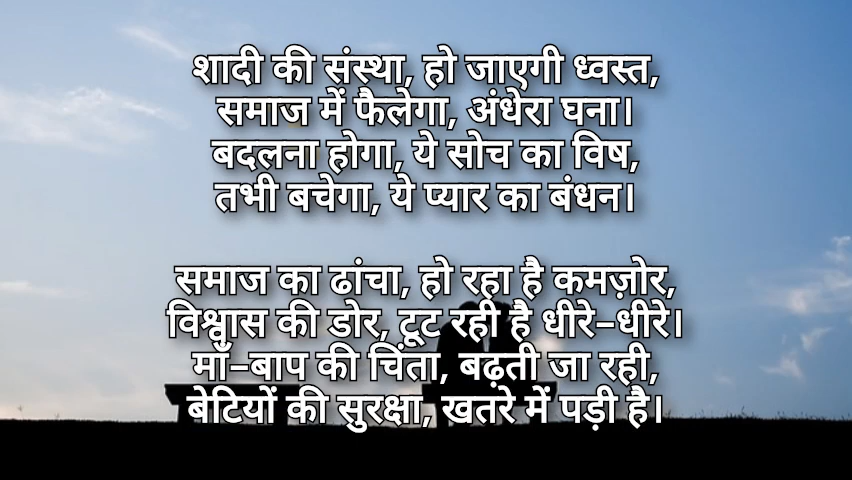 शादी की संस्था, हो जाएगी ध्वस्त,
समाज में फैलेगा, अंधेरा घना।
बदलना होगा, ये सोच का विष,
तभी बचेगा, ये प्यार का बंधन।
समाज का ढांचा, हो रहा है कमज़ोर,
विश्वास की डोर, टूट रही है धीरे–धीरे।
माँ–बाप की चिंता, बढ़ती जा रही,
बेटियों की सुरक्षा, खतरे में पड़ी है।